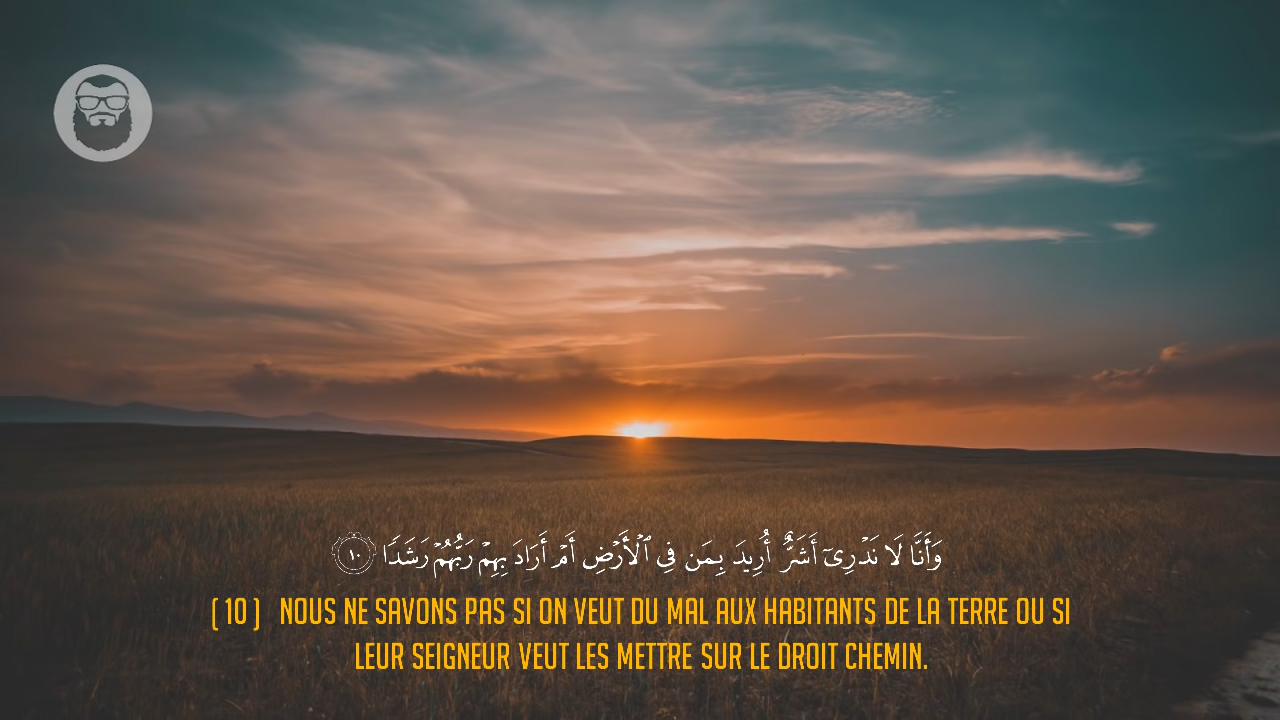 وَأَنَّا لَا نَدْرِىٓ أَشَرٌّ أُرِيدَ بِمَن فِى ٱلْأَرْضِ أَمْ أَرَادَ بِهِمْ رَبُّهُمْ رَشَدًا ١٠
( 10 ) NOUS NE SAVONS PAS SI ON VEUT DU MAL AUX HABITANTS DE LA TERRE OU SI
LEUR SEIGNEUR VEUT LES METTRE SUR LE DROIT CHEMIN.